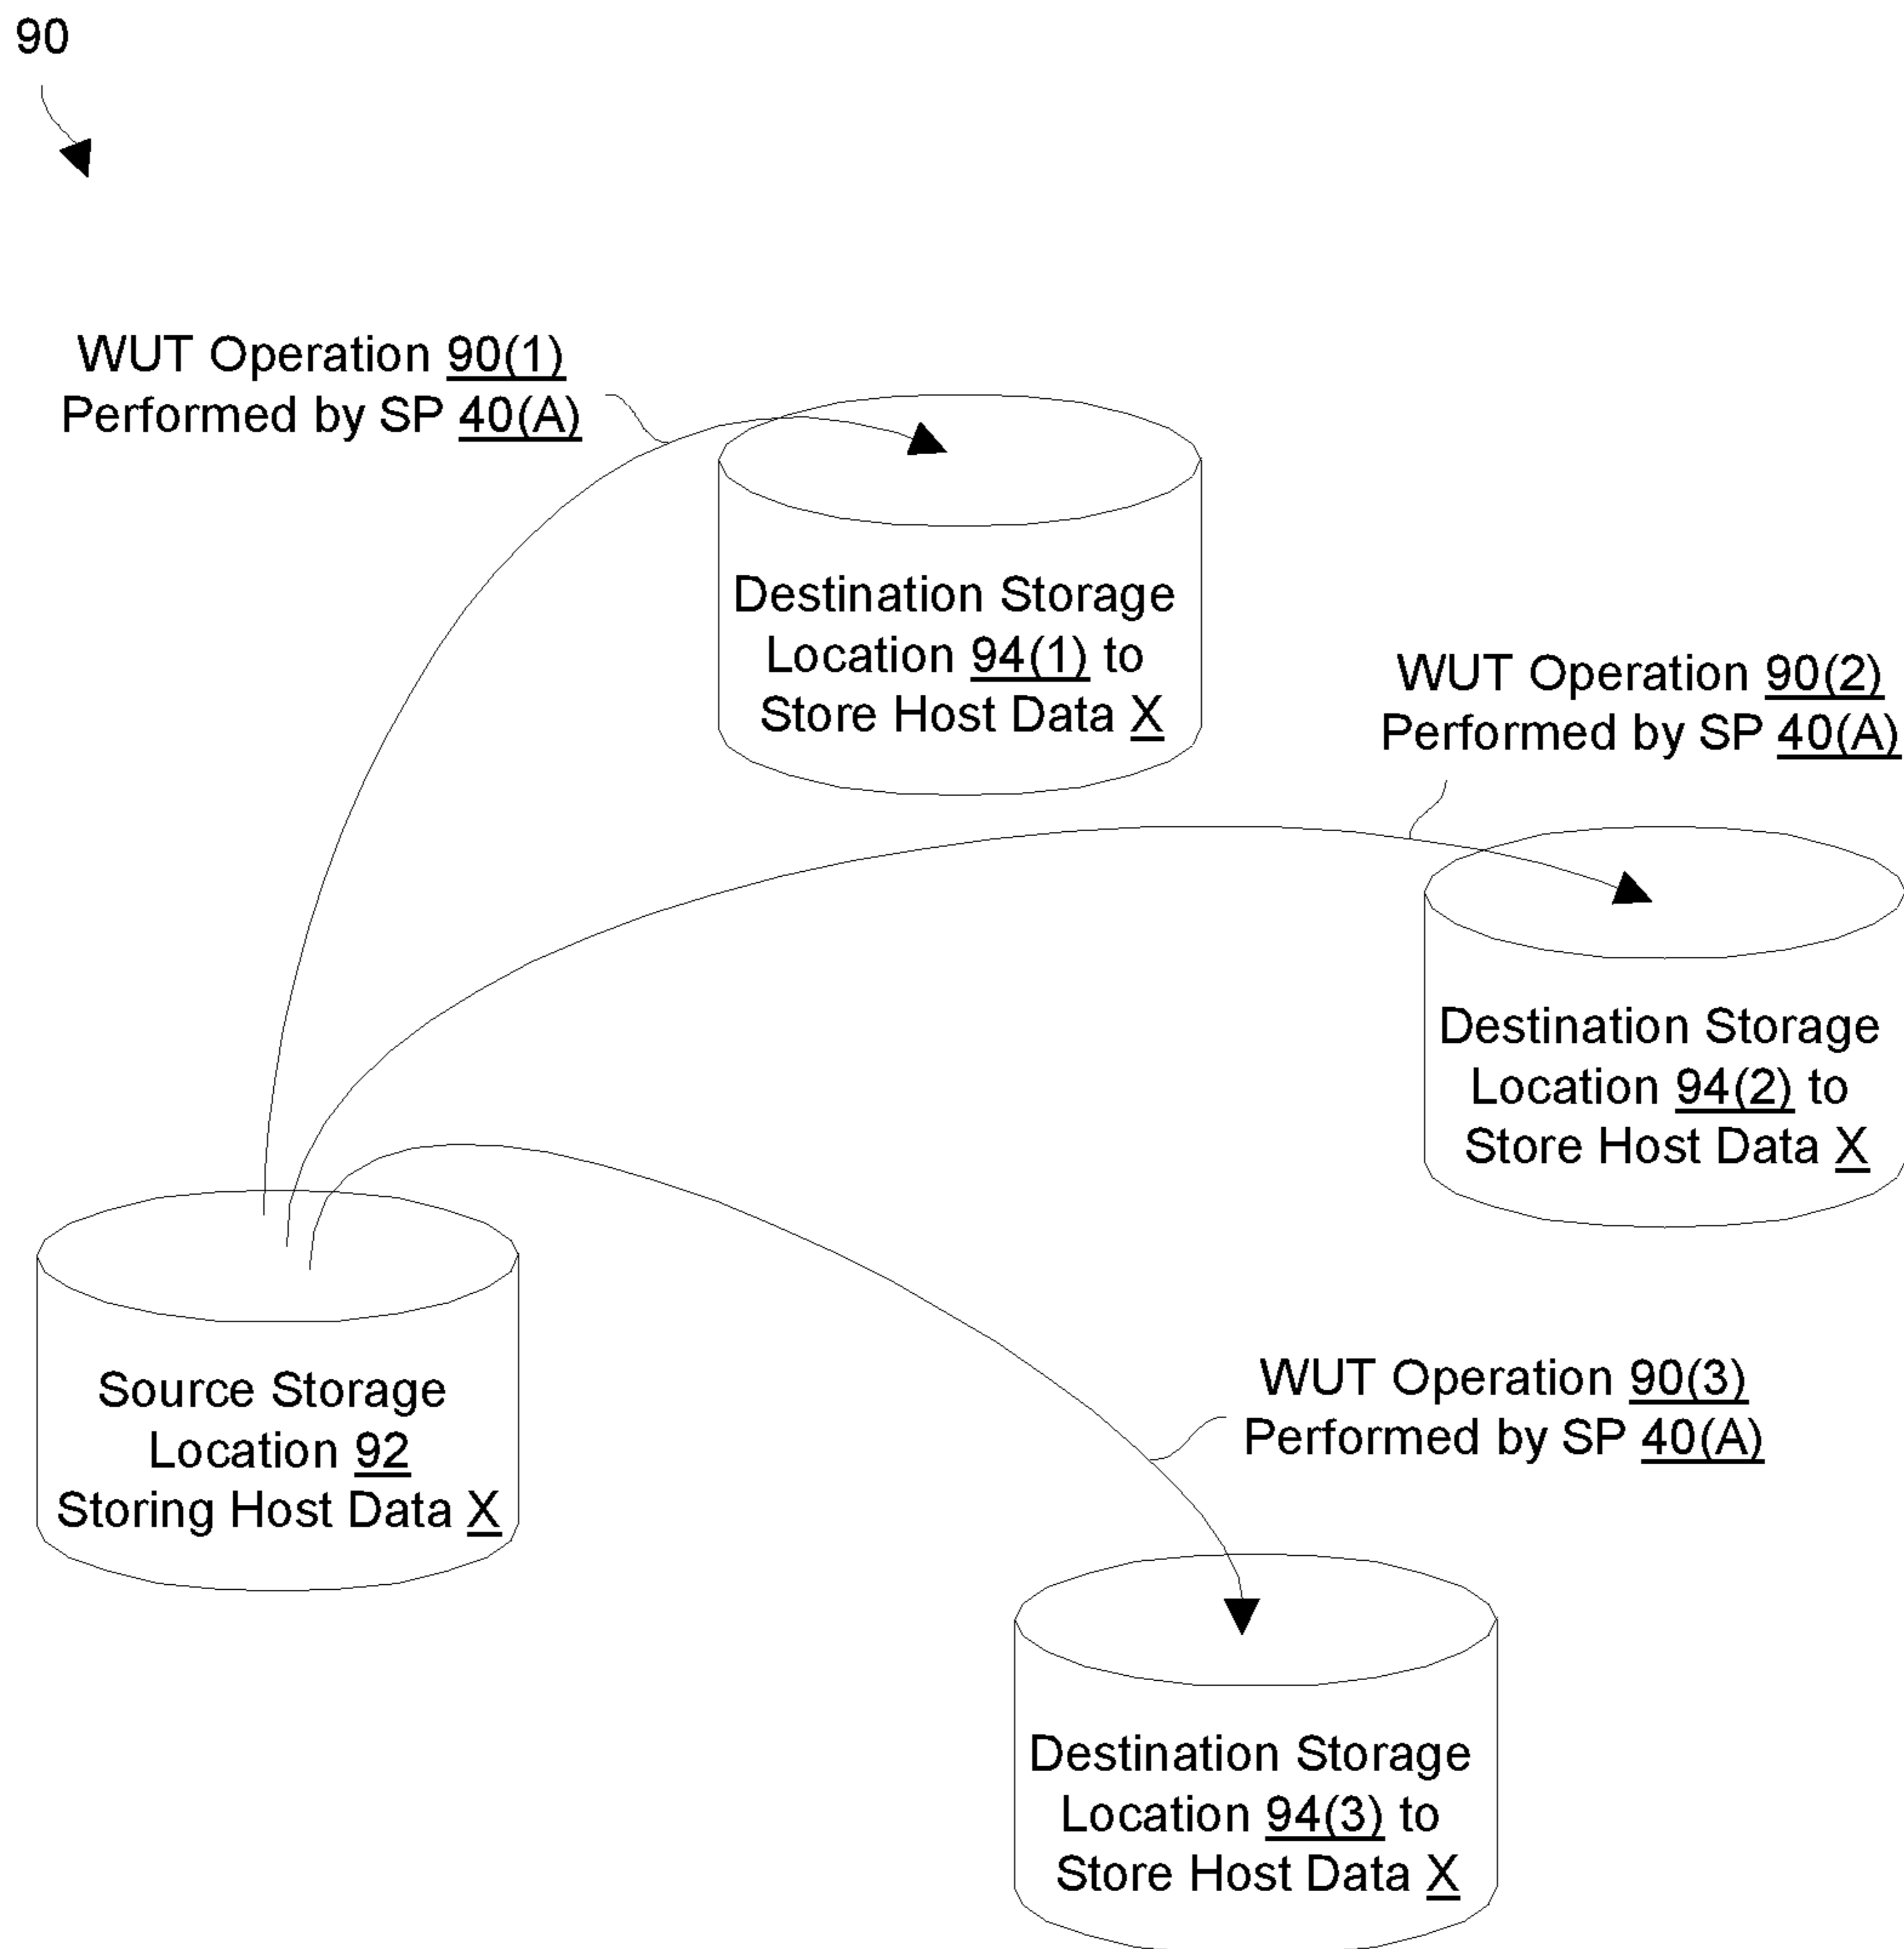 90
WUT Operation 90(1)
Performed by SP 40(A)
Destination Storage
Location 94(1) to
Store Host Data X
WUT Operation 90(2)
Performed by SP 40(A)
Destination Storage
Location 94(2) to
Store Host Data X
Source Storage
Location 92
Storing Host Data X
WUT Operation 90(3)
Performed by SP 40(A)
Destination Storage
Location 94(3) to
Store Host Data X